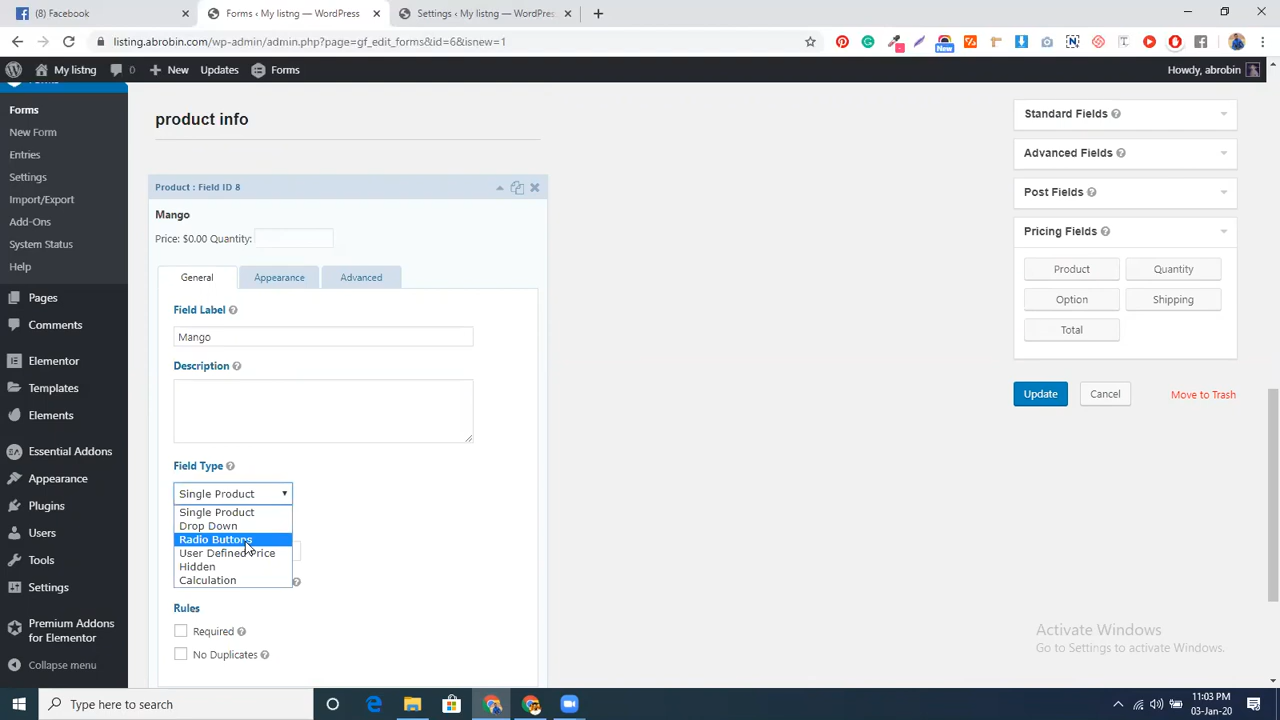 (8) Facebook
Forms ‹ My listng — WordPress
Settings ‹ My listng — WordPres
listing.abrobin.com/wp-admin/admin.php?page=gf_edit_forms&id=6&isnew=1
New
My listng
0
New
Updates
Forms
Howdy, abrobin
Forms
Forms
New Form
Entries
Settings
Import/Export
Add-Ons
System Status
Help
Pages
Comments
Elementor
Templates
Elements
Essential Addons
Appearance
Plugins
Users
Tools
Settings
Premium Addons
for Elementor
Collapse menu
product info
Product : Field ID 8
Mango
Price: $0.00 Quantity:
General
Appearance
Advanced
Field Label
Mango
Description
Field Type
Single Product
Single Product
Drop Down
Radio Buttons
User Defined Price
Hidden
Calculation
Rules
Required
No Duplicates
Standard Fields
Advanced Fields
Post Fields
Pricing Fields
Product
Quantity
Option
Shipping
Total
Update
Cancel
Move to Trash
Activate Windows
Go to Settings to activate Windows.
Type here to search
11:03 PM
03-Jan-20